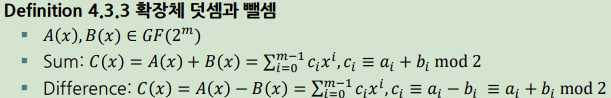 Definition 4.3.3 확장체 덧셈과 뺄셈
▪ A(x), B(x) ∈ GF(2^m)
▪ Sum: C(x) = A(x) + B(x) = ∑_{i=0}^{m−1} c_i x^i, c_i ≡ a_i + b_i mod 2
▪ Difference: C(x) = A(x) − B(x) = ∑_{i=0}^{m−1} c_i x^i, c_i ≡ a_i − b_i ≡ a_i + b_i mod 2